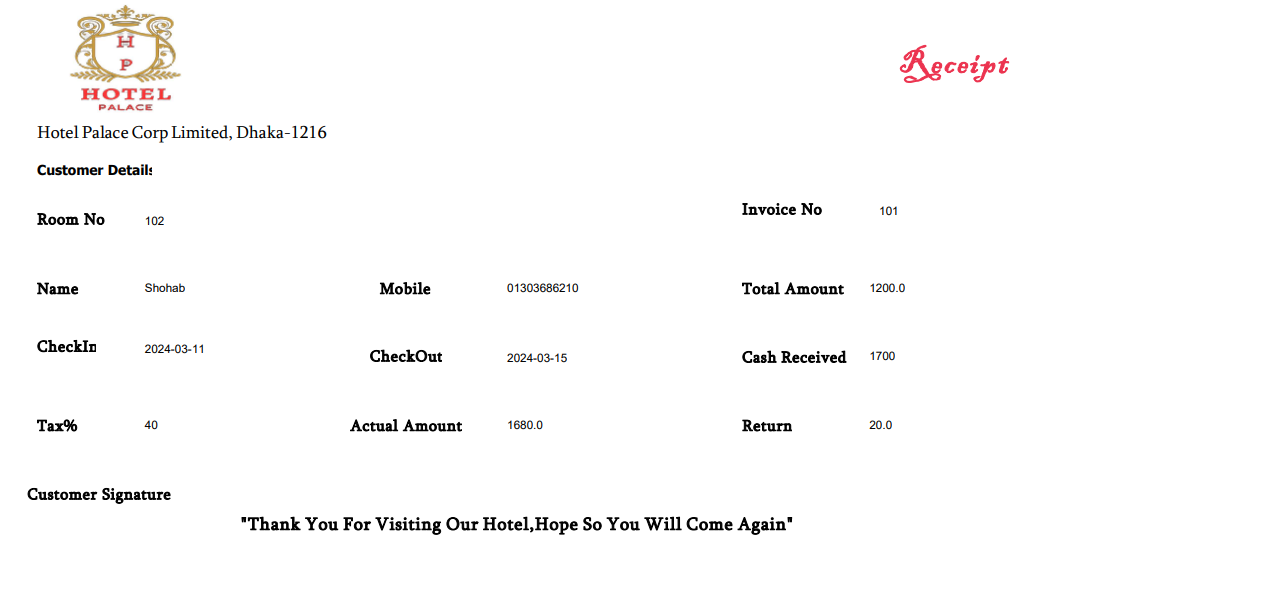 H
P
HOTEL
PALACE
Receipt
Hotel Palace Corp Limited, Dhaka-1216
Customer Details
Room No 102 Invoice No 101
Name Shohab Mobile 01303686210 Total Amount 1200.0
CheckIn 2024-03-11 CheckOut 2024-03-15 Cash Received 1700
Tax% 40 Actual Amount 1680.0 Return 20.0
Customer Signature
"Thank You For Visiting Our Hotel,Hope So You Will Come Again"